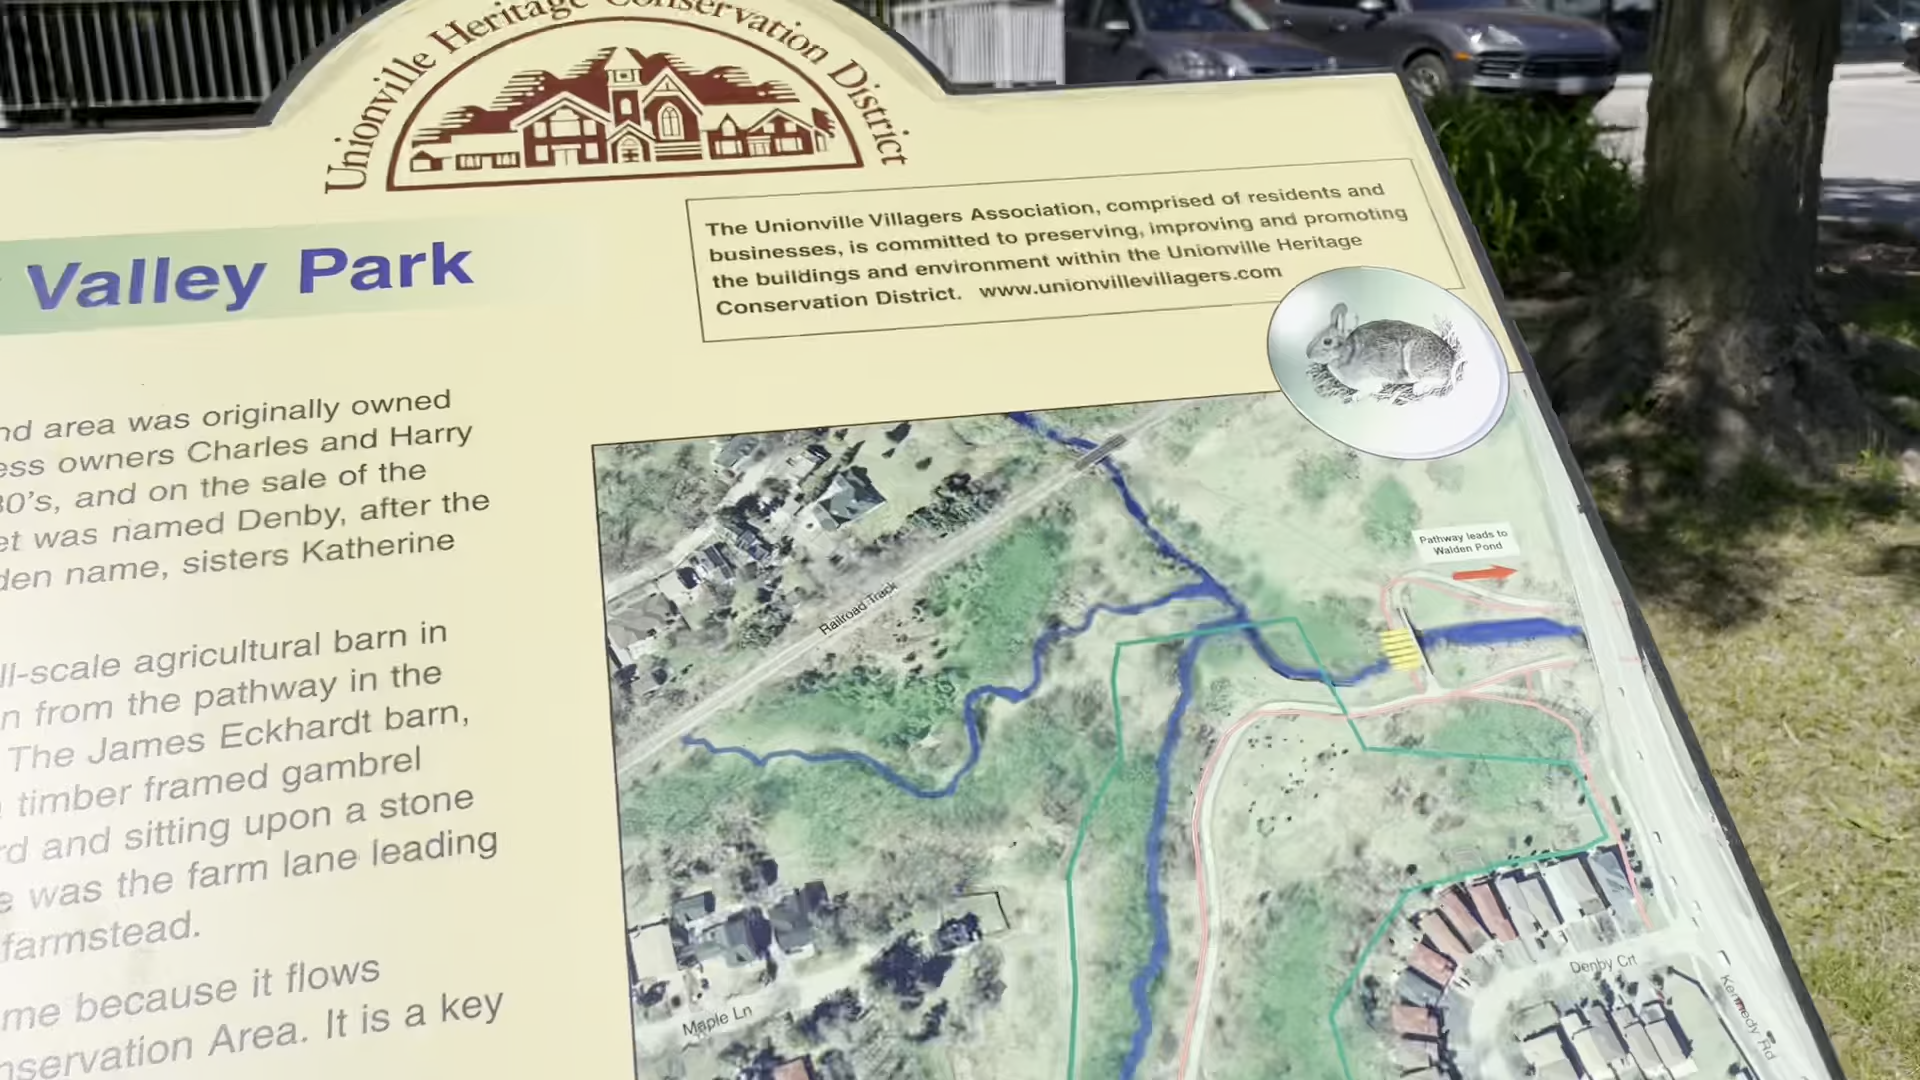 Unionville Heritage Conservation District
Valley Park
The Unionville Villagers Association, comprised of residents and
businesses, is committed to preserving, improving and promoting
the buildings and environment within the Unionville Heritage
Conservation District. www.unionvillevillagers.com
nd area was originally owned
ess owners Charles and Harry
30's, and on the sale of the
et was named Denby, after the
den name, sisters Katherine
ll-scale agricultural barn in
n from the pathway in the
The James Eckhardt barn,
timber framed gambrel
rd and sitting upon a stone
e was the farm lane leading
farmstead.
me because it flows
nservation Area. It is a key
Pathway leads to
Walden Pond
Railroad Track
Maple Ln
Denby Crt
Kennedy Rd